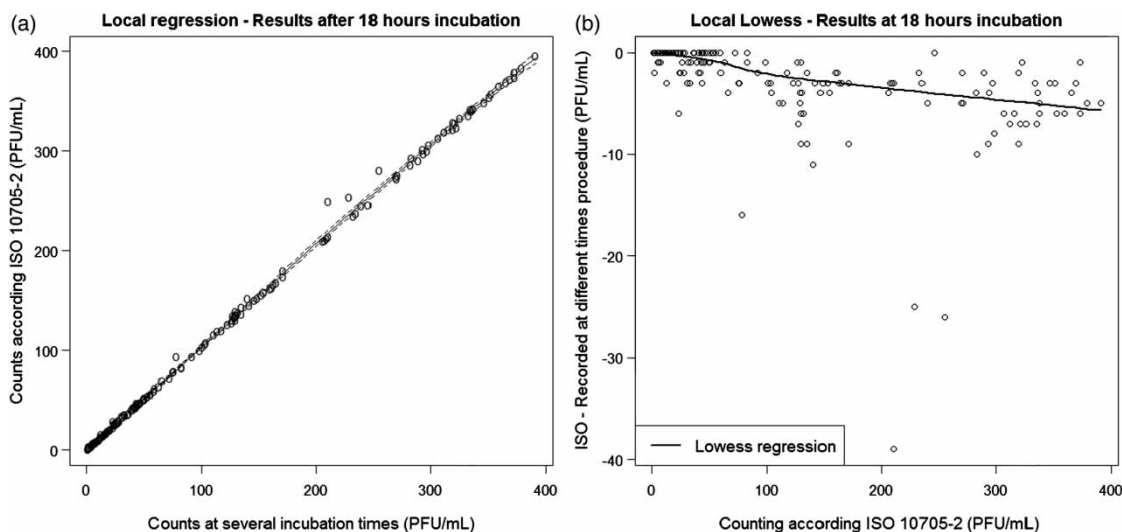 (a)
Local regression - Results after 18 hours incubation
Counts according ISO 10705-2 (PFU/mL)
400
300
200
100
0
0 100 200 300 400
Counts at several incubation times (PFU/mL)
(b)
Local Lowess - Results at 18 hours incubation
ISO - Recorded at different times procedure (PFU/mL)
0
-10
-20
-30
-40
Lowess regression
0 100 200 300 400
Counting according ISO 10705-2 (PFU/mL)